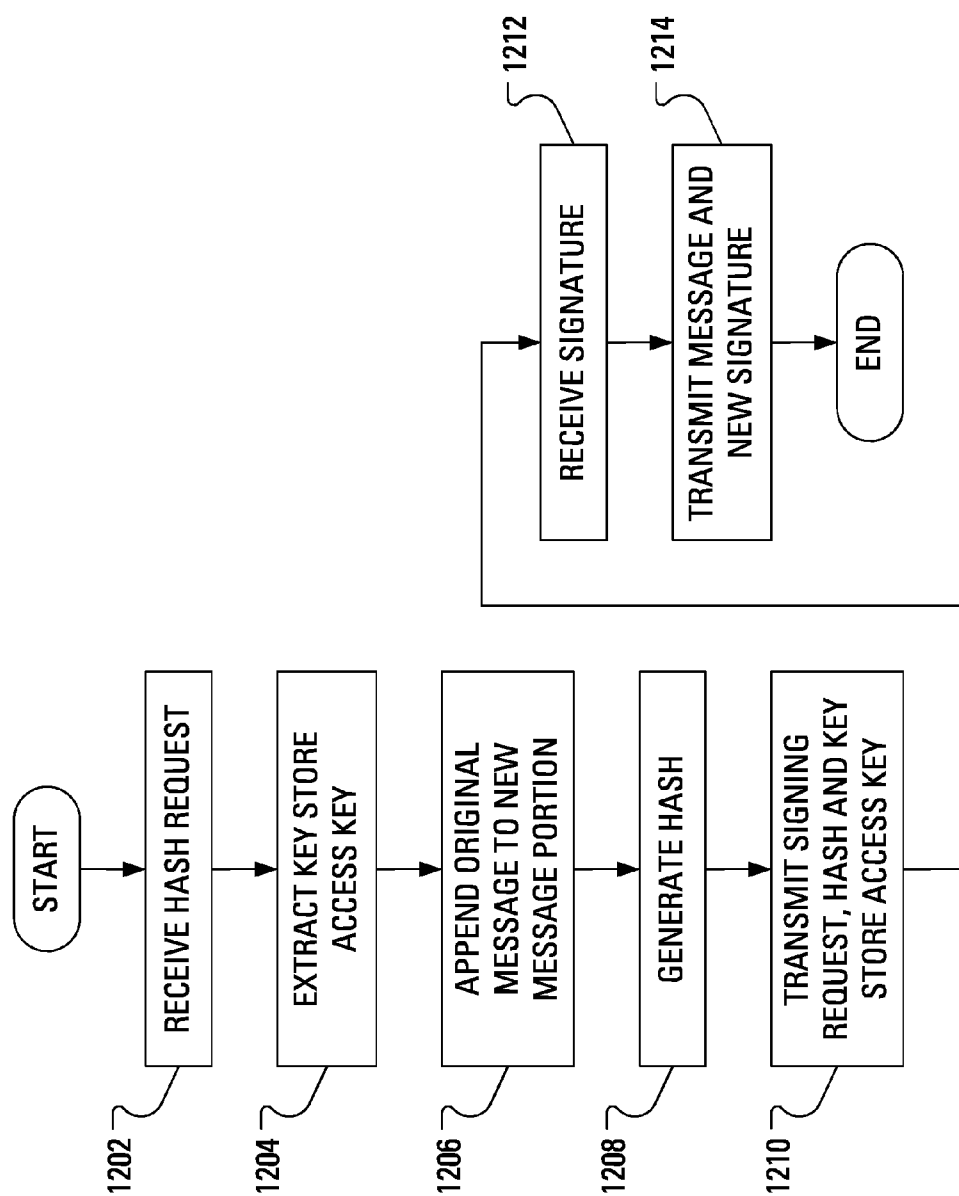 START
1202
RECEIVE HASH REQUEST
1204
EXTRACT KEY STORE
ACCESS KEY
1206
APPEND ORIGINAL
MESSAGE TO NEW
MESSAGE PORTION
1208
GENERATE HASH
1210
TRANSMIT SIGNING
REQUEST, HASH AND KEY
STORE ACCESS KEY
1212
RECEIVE SIGNATURE
1214
TRANSMIT MESSAGE AND
NEW SIGNATURE
END